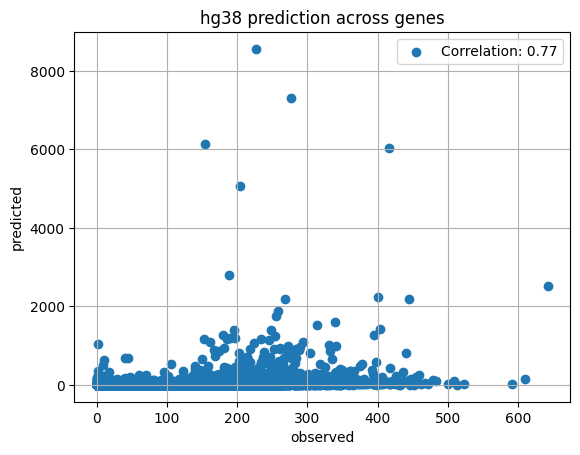 hg38 prediction across genes
Correlation: 0.77
predicted
8000
6000
4000
2000
0
0 100 200 300 400 500 600
observed